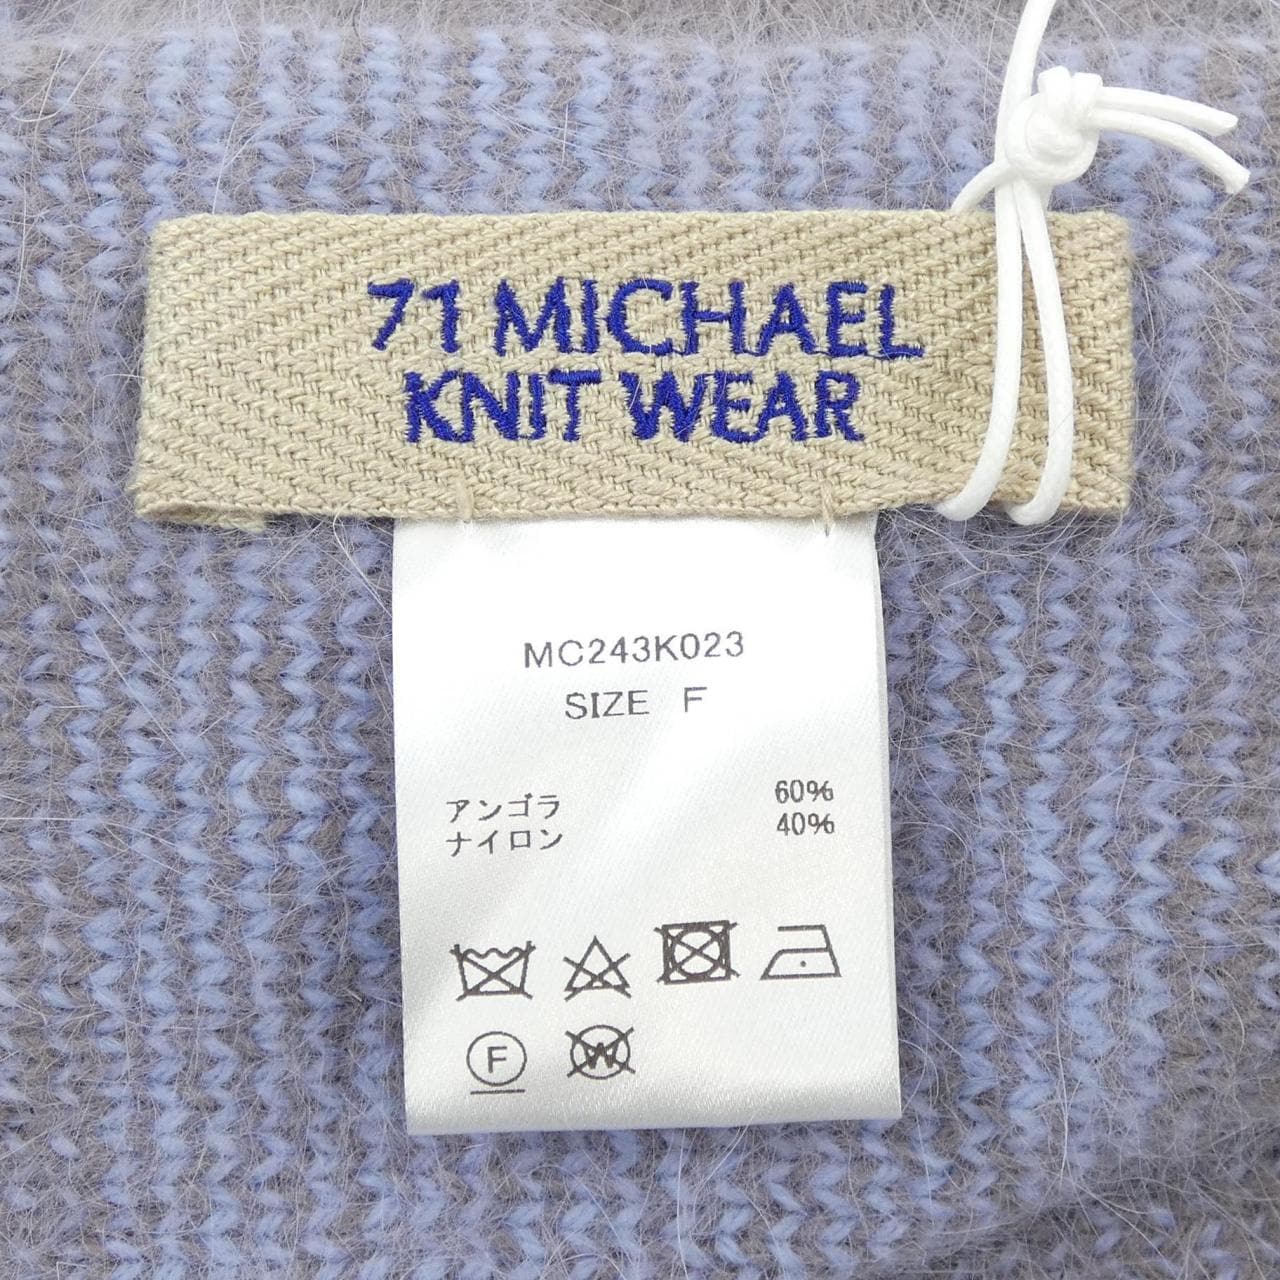 71 MICHAEL
KNIT WEAR
MC243K023
SIZE F
アンゴラ 60%
ナイロン 40%
F
W